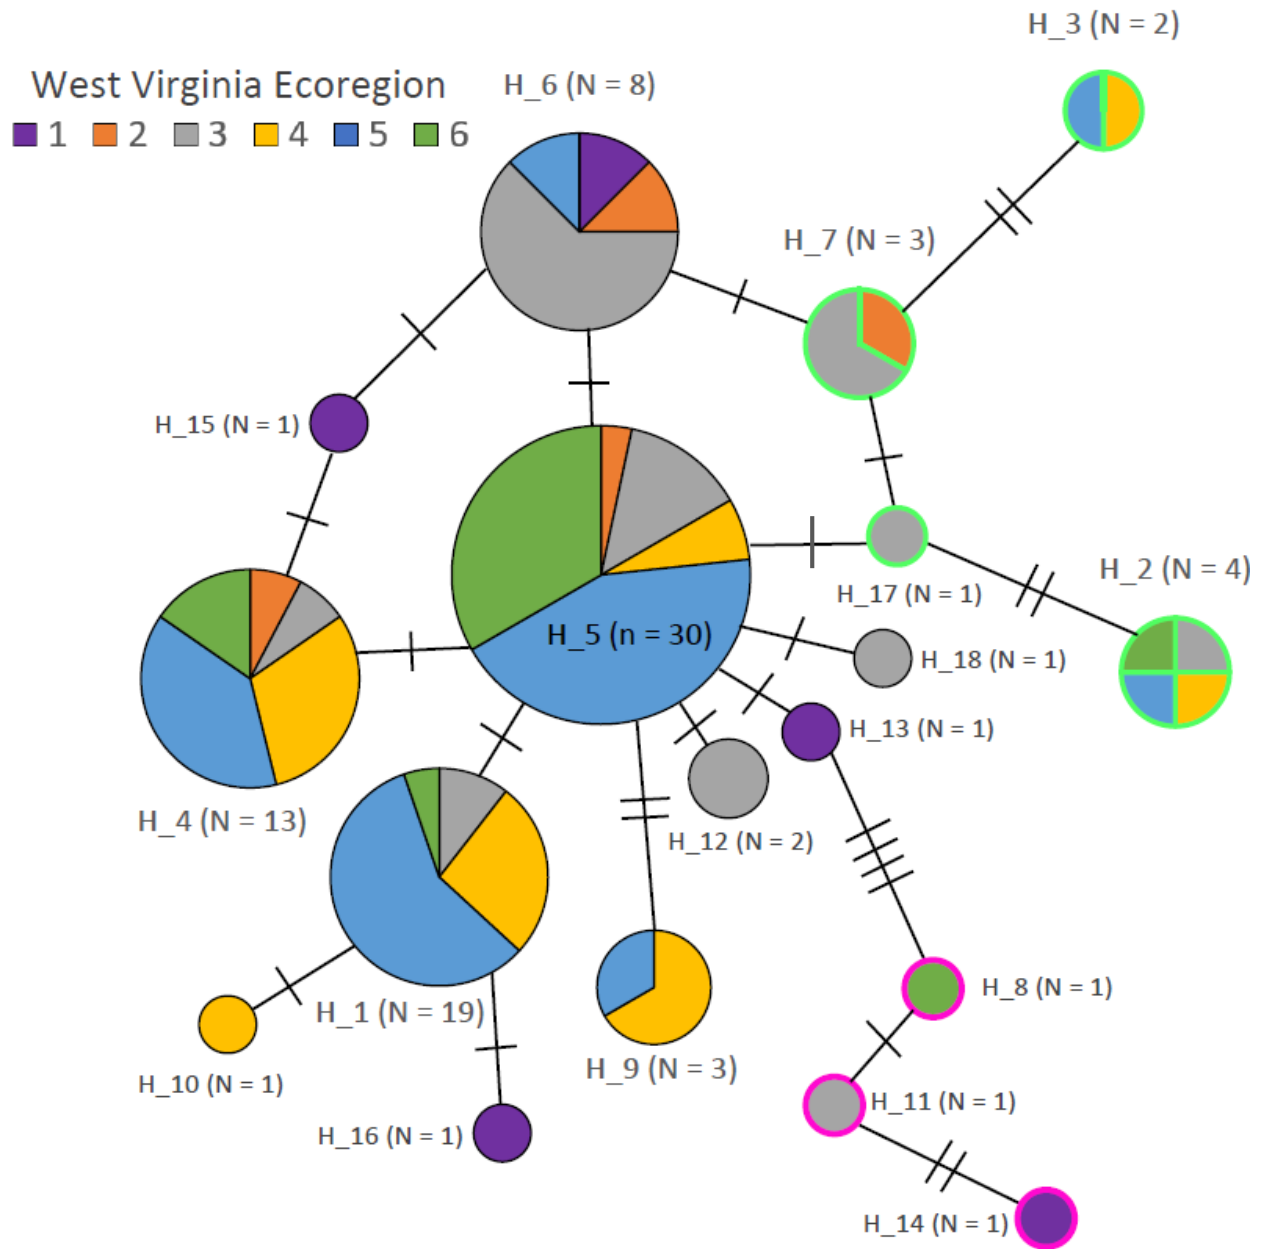 H_3 (N = 2)
West Virginia Ecoregion
H_6 (N = 8)
1 2 3 4 5 6
H_7 (N = 3)
H_15 (N = 1)
H_2 (N = 4)
H_17 (N = 1)
H_5 (n = 30)
H_18 (N = 1)
H_13 (N = 1)
H_4 (N = 13)
H_12 (N = 2)
H_8 (N = 1)
H_1 (N = 19)
H_9 (N = 3)
H_10 (N = 1)
H_11 (N = 1)
H_16 (N = 1)
H_14 (N = 1)